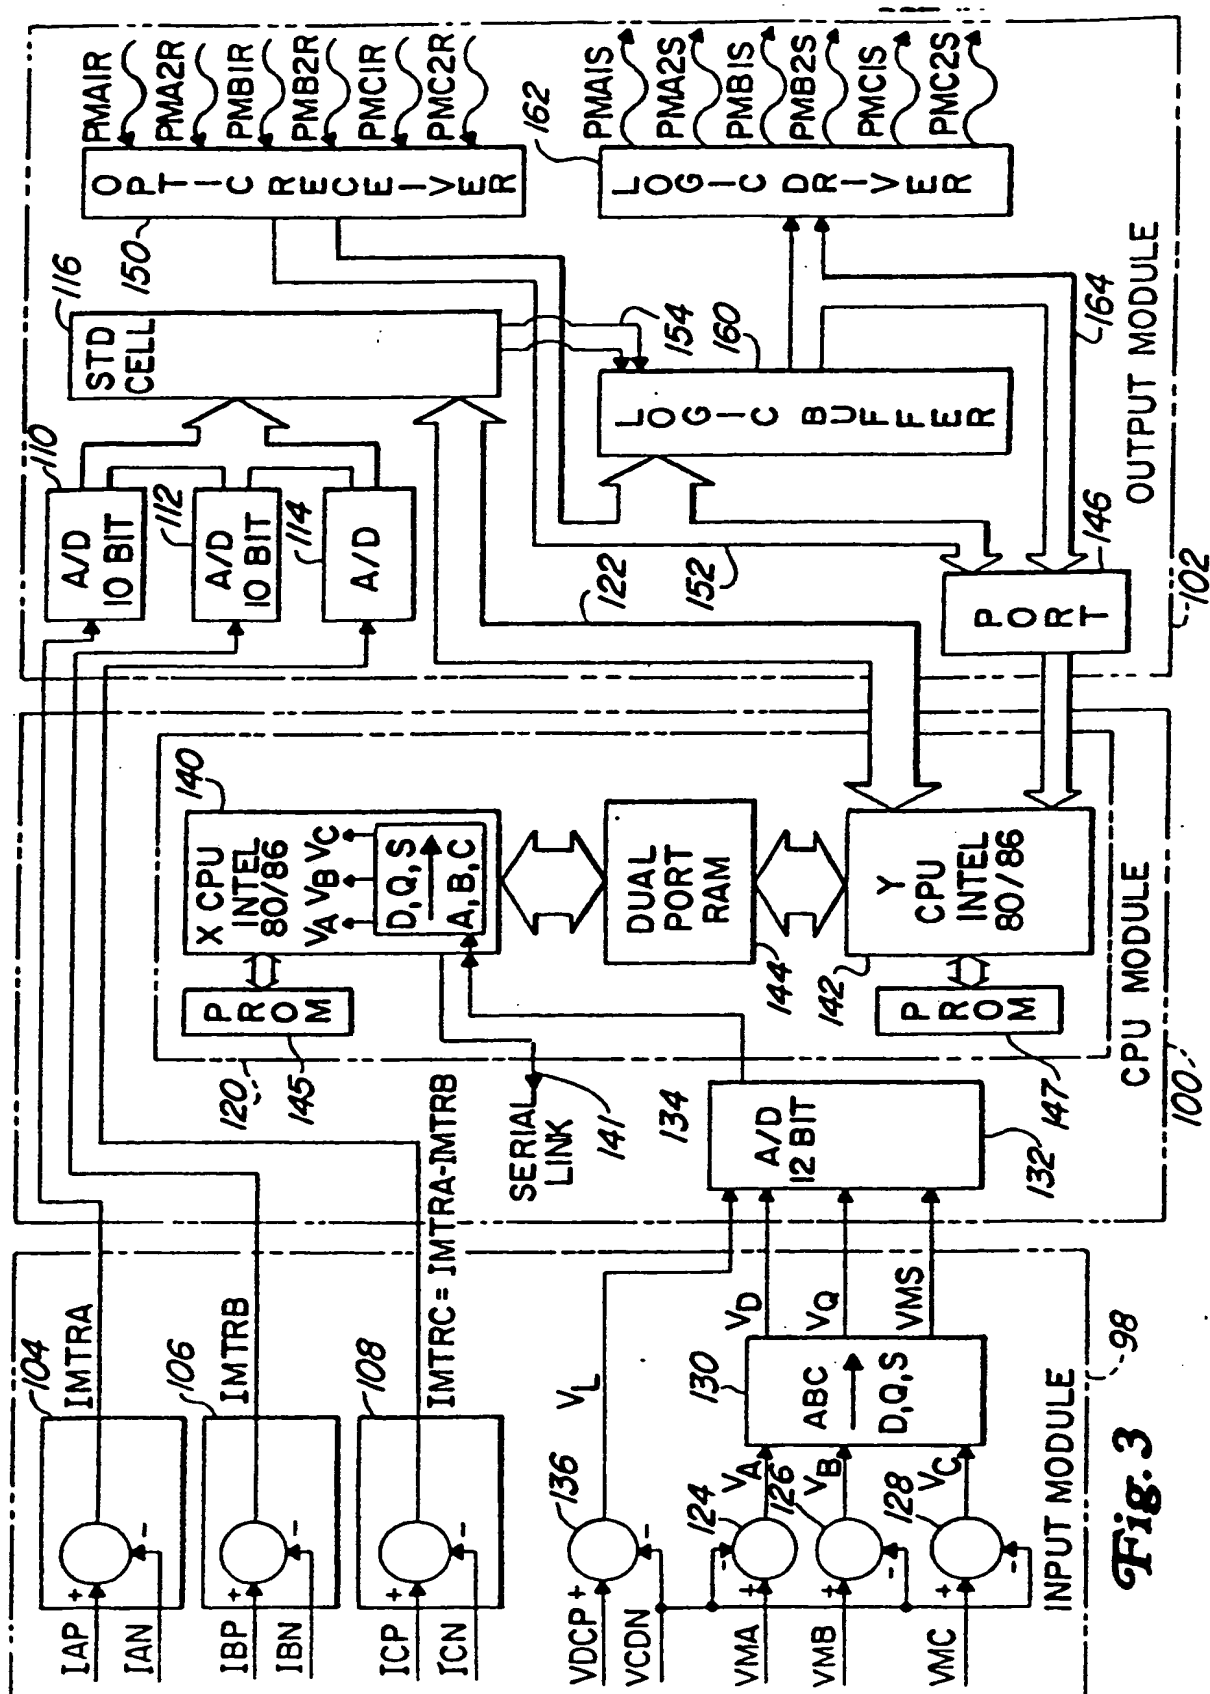 IAP
IAN
IBP
IBN
ICP
ICN
VDCP
VCDN
VMA
VMB
VMC
+
-
+
-
+
-
+
-
-
+
+
-
+
-
104
106
108
136
124
126
128
IMTRA
IMTRB
IMTRC = IMTRA-IMTRB
VL
VA
VB
VC
130
ABC
D,Q,S
VD
VQ
VMS
INPUT MODULE
98
Fig. 3
SERIAL
LINK
141
134
A/D
12 BIT
132
120
145
PROM
X CPU
INTEL
80/86
140
VA VB VC
D,Q,S
A,B,C
DUAL
PORT
RAM
144
142
Y
CPU
INTEL
80/86
PROM
147
CPU MODULE
100
110
A/D
10 BIT
112
A/D
10 BIT
114
A/D
116
STD
CELL
122
152
150
OPTIC RECEIVER
PMA1R
PMA2R
PMB1R
PMB2R
PMC1R
PMC2R
154
160
LOGIC BUFFER
162
LOGIC DRIVER
PMA1S
PMA2S
PMB1S
PMB2S
PMC1S
PMC2S
164
146
PORT
OUTPUT MODULE
102